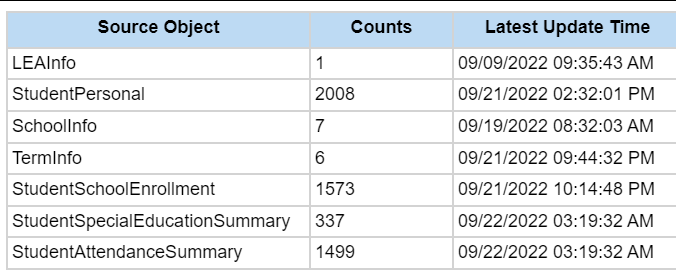 Source Object Counts Latest Update Time
LEAInfo 1 09/09/2022 09:35:43 AM
StudentPersonal 2008 09/21/2022 02:32:01 PM
SchoolInfo 7 09/19/2022 08:32:03 AM
TermInfo 6 09/21/2022 09:44:32 PM
StudentSchoolEnrollment 1573 09/21/2022 10:14:48 PM
StudentSpecialEducationSummary 337 09/22/2022 03:19:32 AM
StudentAttendanceSummary 1499 09/22/2022 03:19:32 AM